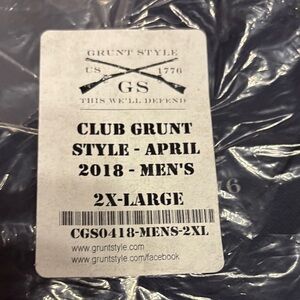 GRUNT STYLE
US 1776
GS
THIS WE'LL DEFEND
CLUB GRUNT
STYLE - APRIL
2018 - MEN'S
2X-LARGE
CGS0418-MENS-2XL
www.gruntstyle.com
www.gruntstyle.com/facebook